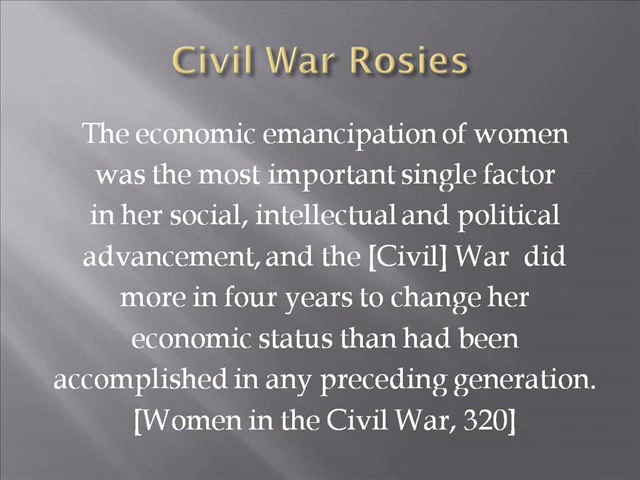 Civil War Rosies
The economic emancipation of women
was the most important single factor
in her social, intellectual and political
advancement, and the [Civil] War did
more in four years to change her
economic status than had been
accomplished in any preceding generation.
[Women in the Civil War, 320]